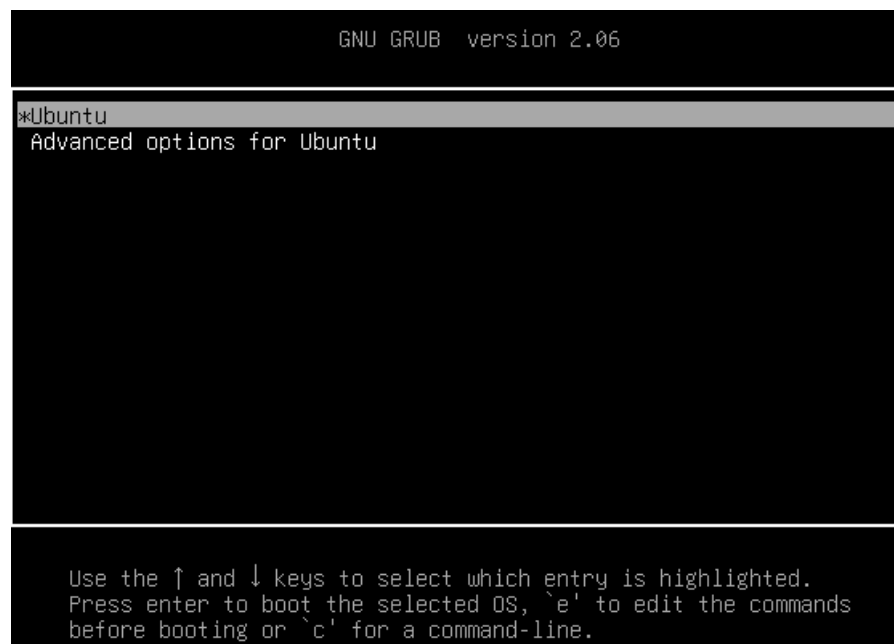 GNU GRUB  version 2.06
*Ubuntu
Advanced options for Ubuntu
Use the ↑ and ↓ keys to select which entry is highlighted.
Press enter to boot the selected OS, `e' to edit the commands
before booting or `c' for a command-line.